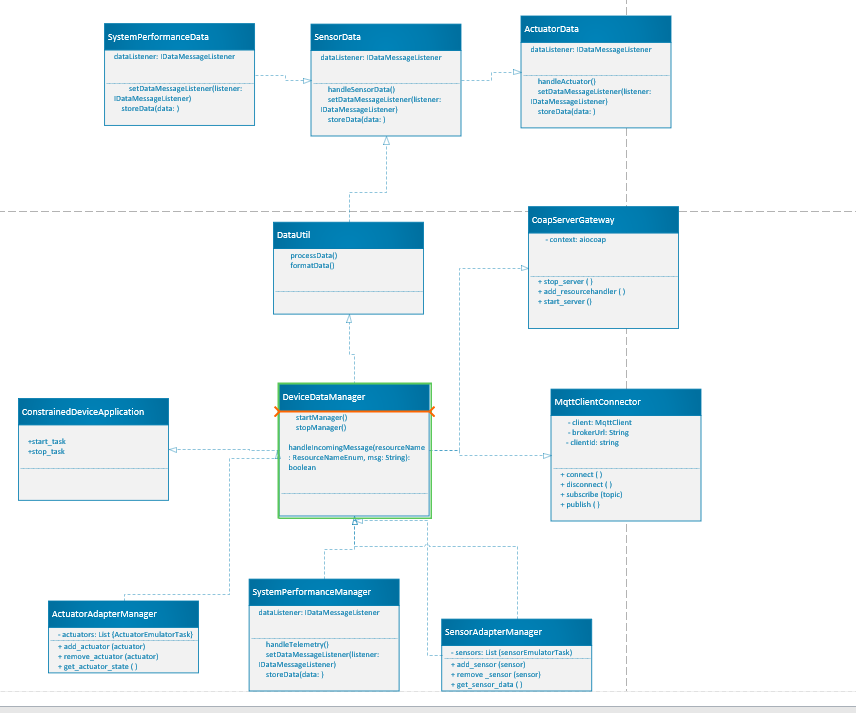 SystemPerformanceData
dataListener: IDataMessageListener
setDataMessageListener(listener:
IDataMessageListener)
storeData(data: )
SensorData
dataListener: IDataMessageListener
handleSensorData()
setDataMessageListener(listener:
IDataMessageListener)
storeData(data: )
ActuatorData
dataListener: IDataMessageListener
handleActuator()
setDataMessageListener(listener:
IDataMessageListener)
storeData(data: )
DataUtil
processData()
formatData()
CoapServerGateway
- context: aiocoap
+ stop_server ( )
+ add_resourcehandler ( )
+ start_server ()
ConstrainedDeviceApplication
+start_task
+stop_task
DeviceDataManager
startManager()
stopManager()
handleIncomingMessage(resourceName
: ResourceNameEnum, msg: String):
boolean
MqttClientConnector
- client: MqttClient
- brokerUrl: String
- clientId: string
+ connect ( )
+ disconnect ( )
+ subscribe (topic)
+ publish ( )
ActuatorAdapterManager
- actuators: List (ActuatorEmulatorTask)
+ add_actuator (actuator)
+ remove_actuator (actuator)
+ get_actuator_state ( )
SystemPerformanceManager
dataListener: IDataMessageListener
handleTelemetry()
setDataMessageListener(listener:
IDataMessageListener)
storeData(data: )
SensorAdapterManager
- sensors: List (sensorEmulatorTask)
+ add_sensor (sensor)
+ remove _sensor (sensor)
+ get_sensor_data ( )